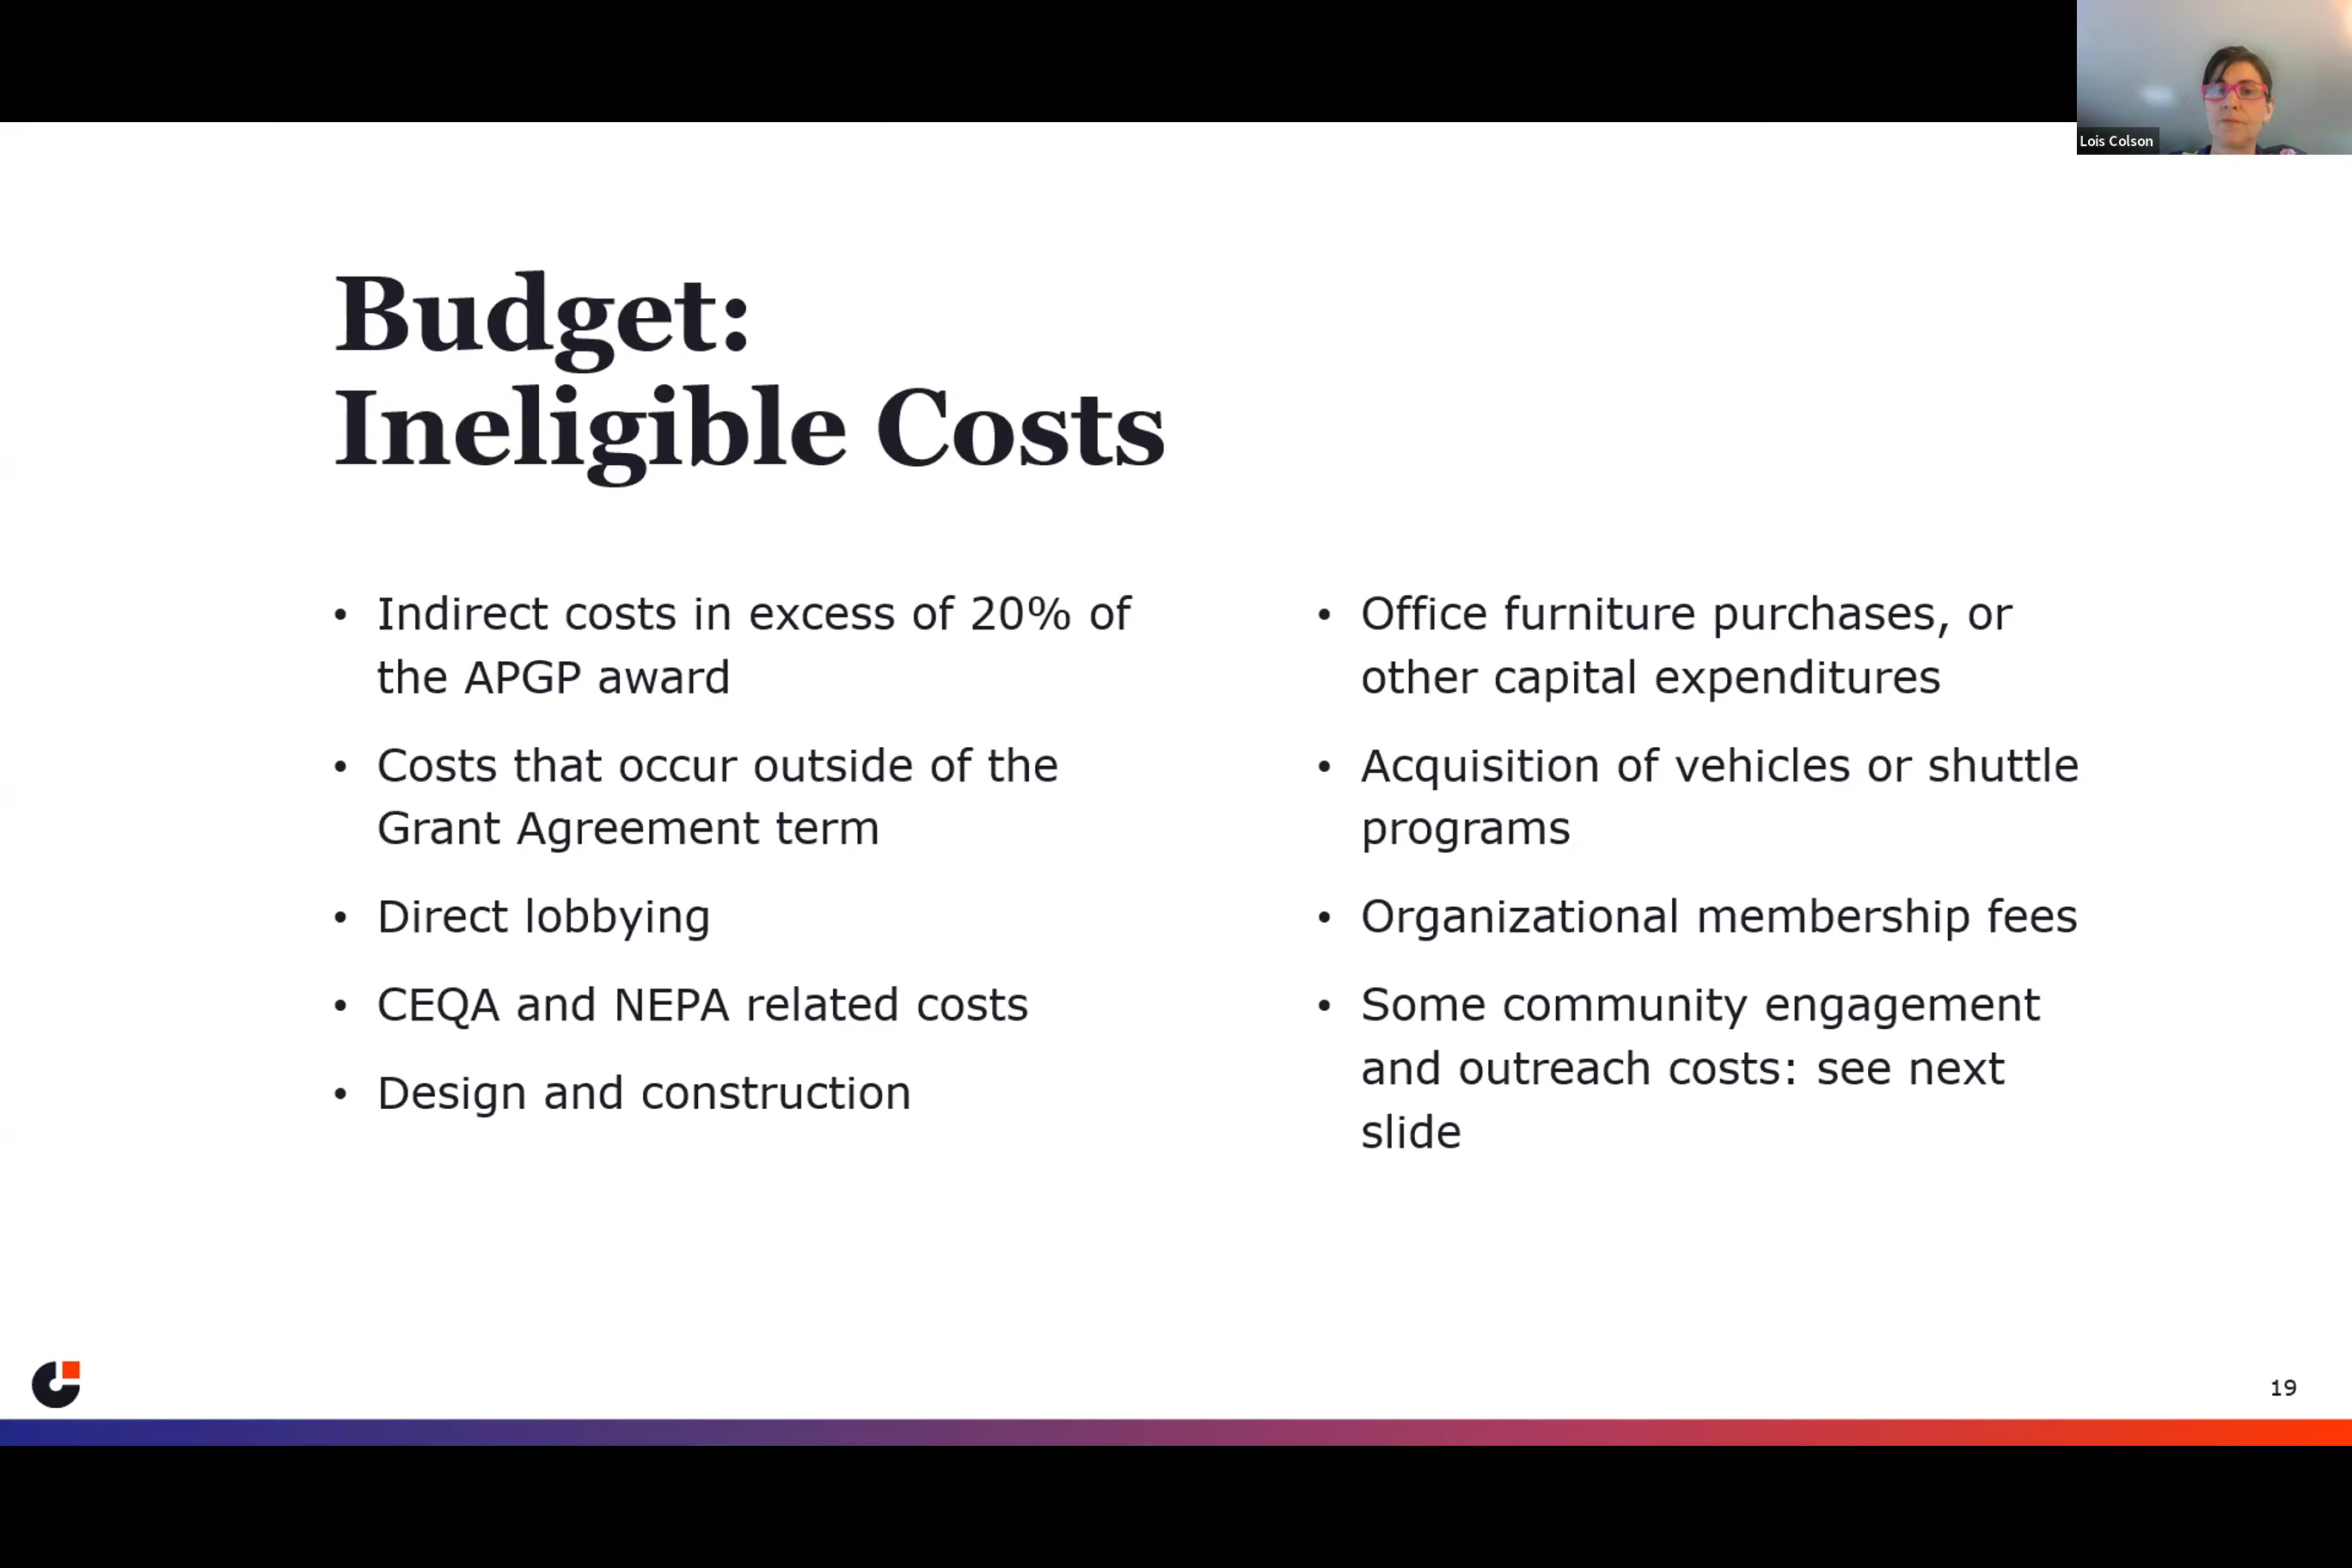 Lois Colson
Budget:
Ineligible Costs
• Indirect costs in excess of 20% of
the APGP award
• Costs that occur outside of the
Grant Agreement term
• Direct lobbying
• CEQA and NEPA related costs
• Design and construction
• Office furniture purchases, or
other capital expenditures
• Acquisition of vehicles or shuttle
programs
• Organizational membership fees
• Some community engagement
and outreach costs: see next
slide
19